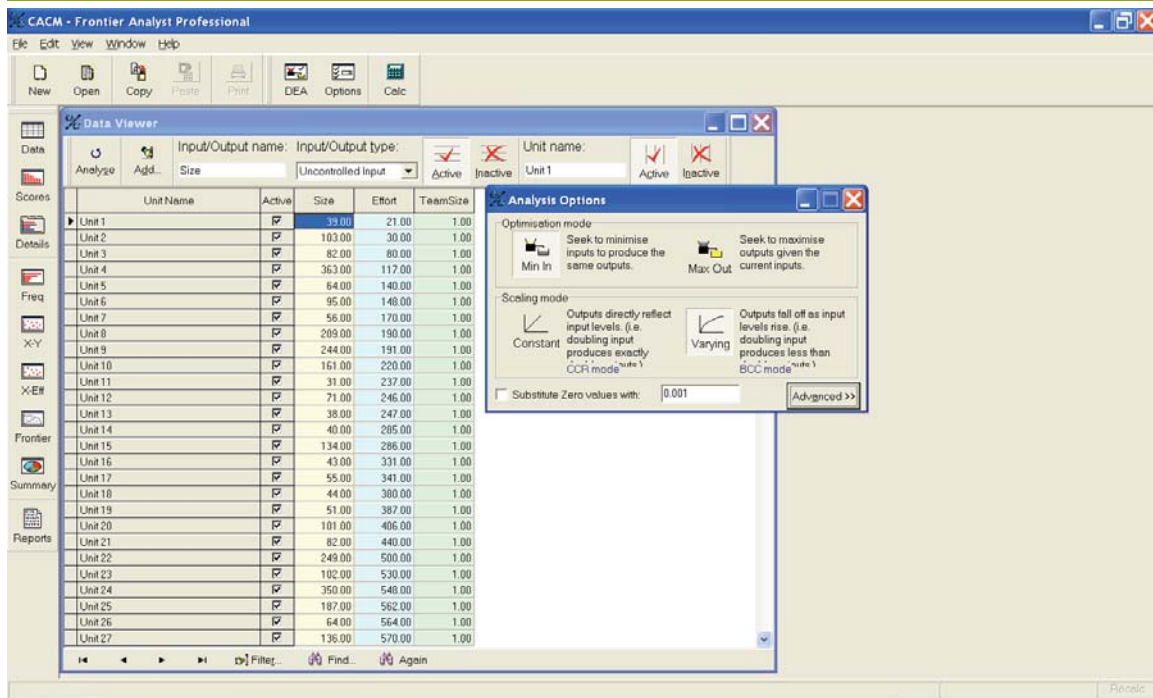 CACM - Frontier Analyst Professional
File Edit View Window Help
New Open Copy Paste Print DEA Options Calc
Data
Scores
Details
Freq
X-Y
X-Eff
Frontier
Summary
Reports
Data Viewer
Analyze Add... Input/Output name: Size Input/Output type: Uncontrolled Input Active Inactive Unit name: Unit1 Active Inactive
Unit Name Active Size Effort TeamSize
Unit 1 39.00 21.00 1.00
Unit 2 103.00 30.00 1.00
Unit 3 82.00 80.00 1.00
Unit 4 363.00 117.00 1.00
Unit 5 64.00 140.00 1.00
Unit 6 95.00 148.00 1.00
Unit 7 56.00 170.00 1.00
Unit 8 209.00 190.00 1.00
Unit 9 244.00 191.00 1.00
Unit 10 161.00 220.00 1.00
Unit 11 31.00 237.00 1.00
Unit 12 71.00 246.00 1.00
Unit 13 38.00 247.00 1.00
Unit 14 40.00 285.00 1.00
Unit 15 134.00 286.00 1.00
Unit 16 43.00 331.00 1.00
Unit 17 55.00 341.00 1.00
Unit 18 44.00 380.00 1.00
Unit 19 51.00 387.00 1.00
Unit 20 101.00 406.00 1.00
Unit 21 82.00 440.00 1.00
Unit 22 249.00 500.00 1.00
Unit 23 102.00 530.00 1.00
Unit 24 350.00 548.00 1.00
Unit 25 187.00 562.00 1.00
Unit 26 64.00 564.00 1.00
Unit 27 136.00 570.00 1.00
Filter... Find... Again
Analysis Options
Optimisation mode
Min In
Seek to minimise
inputs to produce the
same outputs.
Max Out
Seek to maximise
outputs given the
current inputs.
Scaling mode
Constant
Outputs directly reflect
input levels. (i.e.
doubling input
produces exactly
CCR mode
Varying
Outputs fall off as input
levels rise. (i.e.
doubling input
produces less than
BCC mode
Substitute Zero values with: 0.001
Advanced >>
Recalc